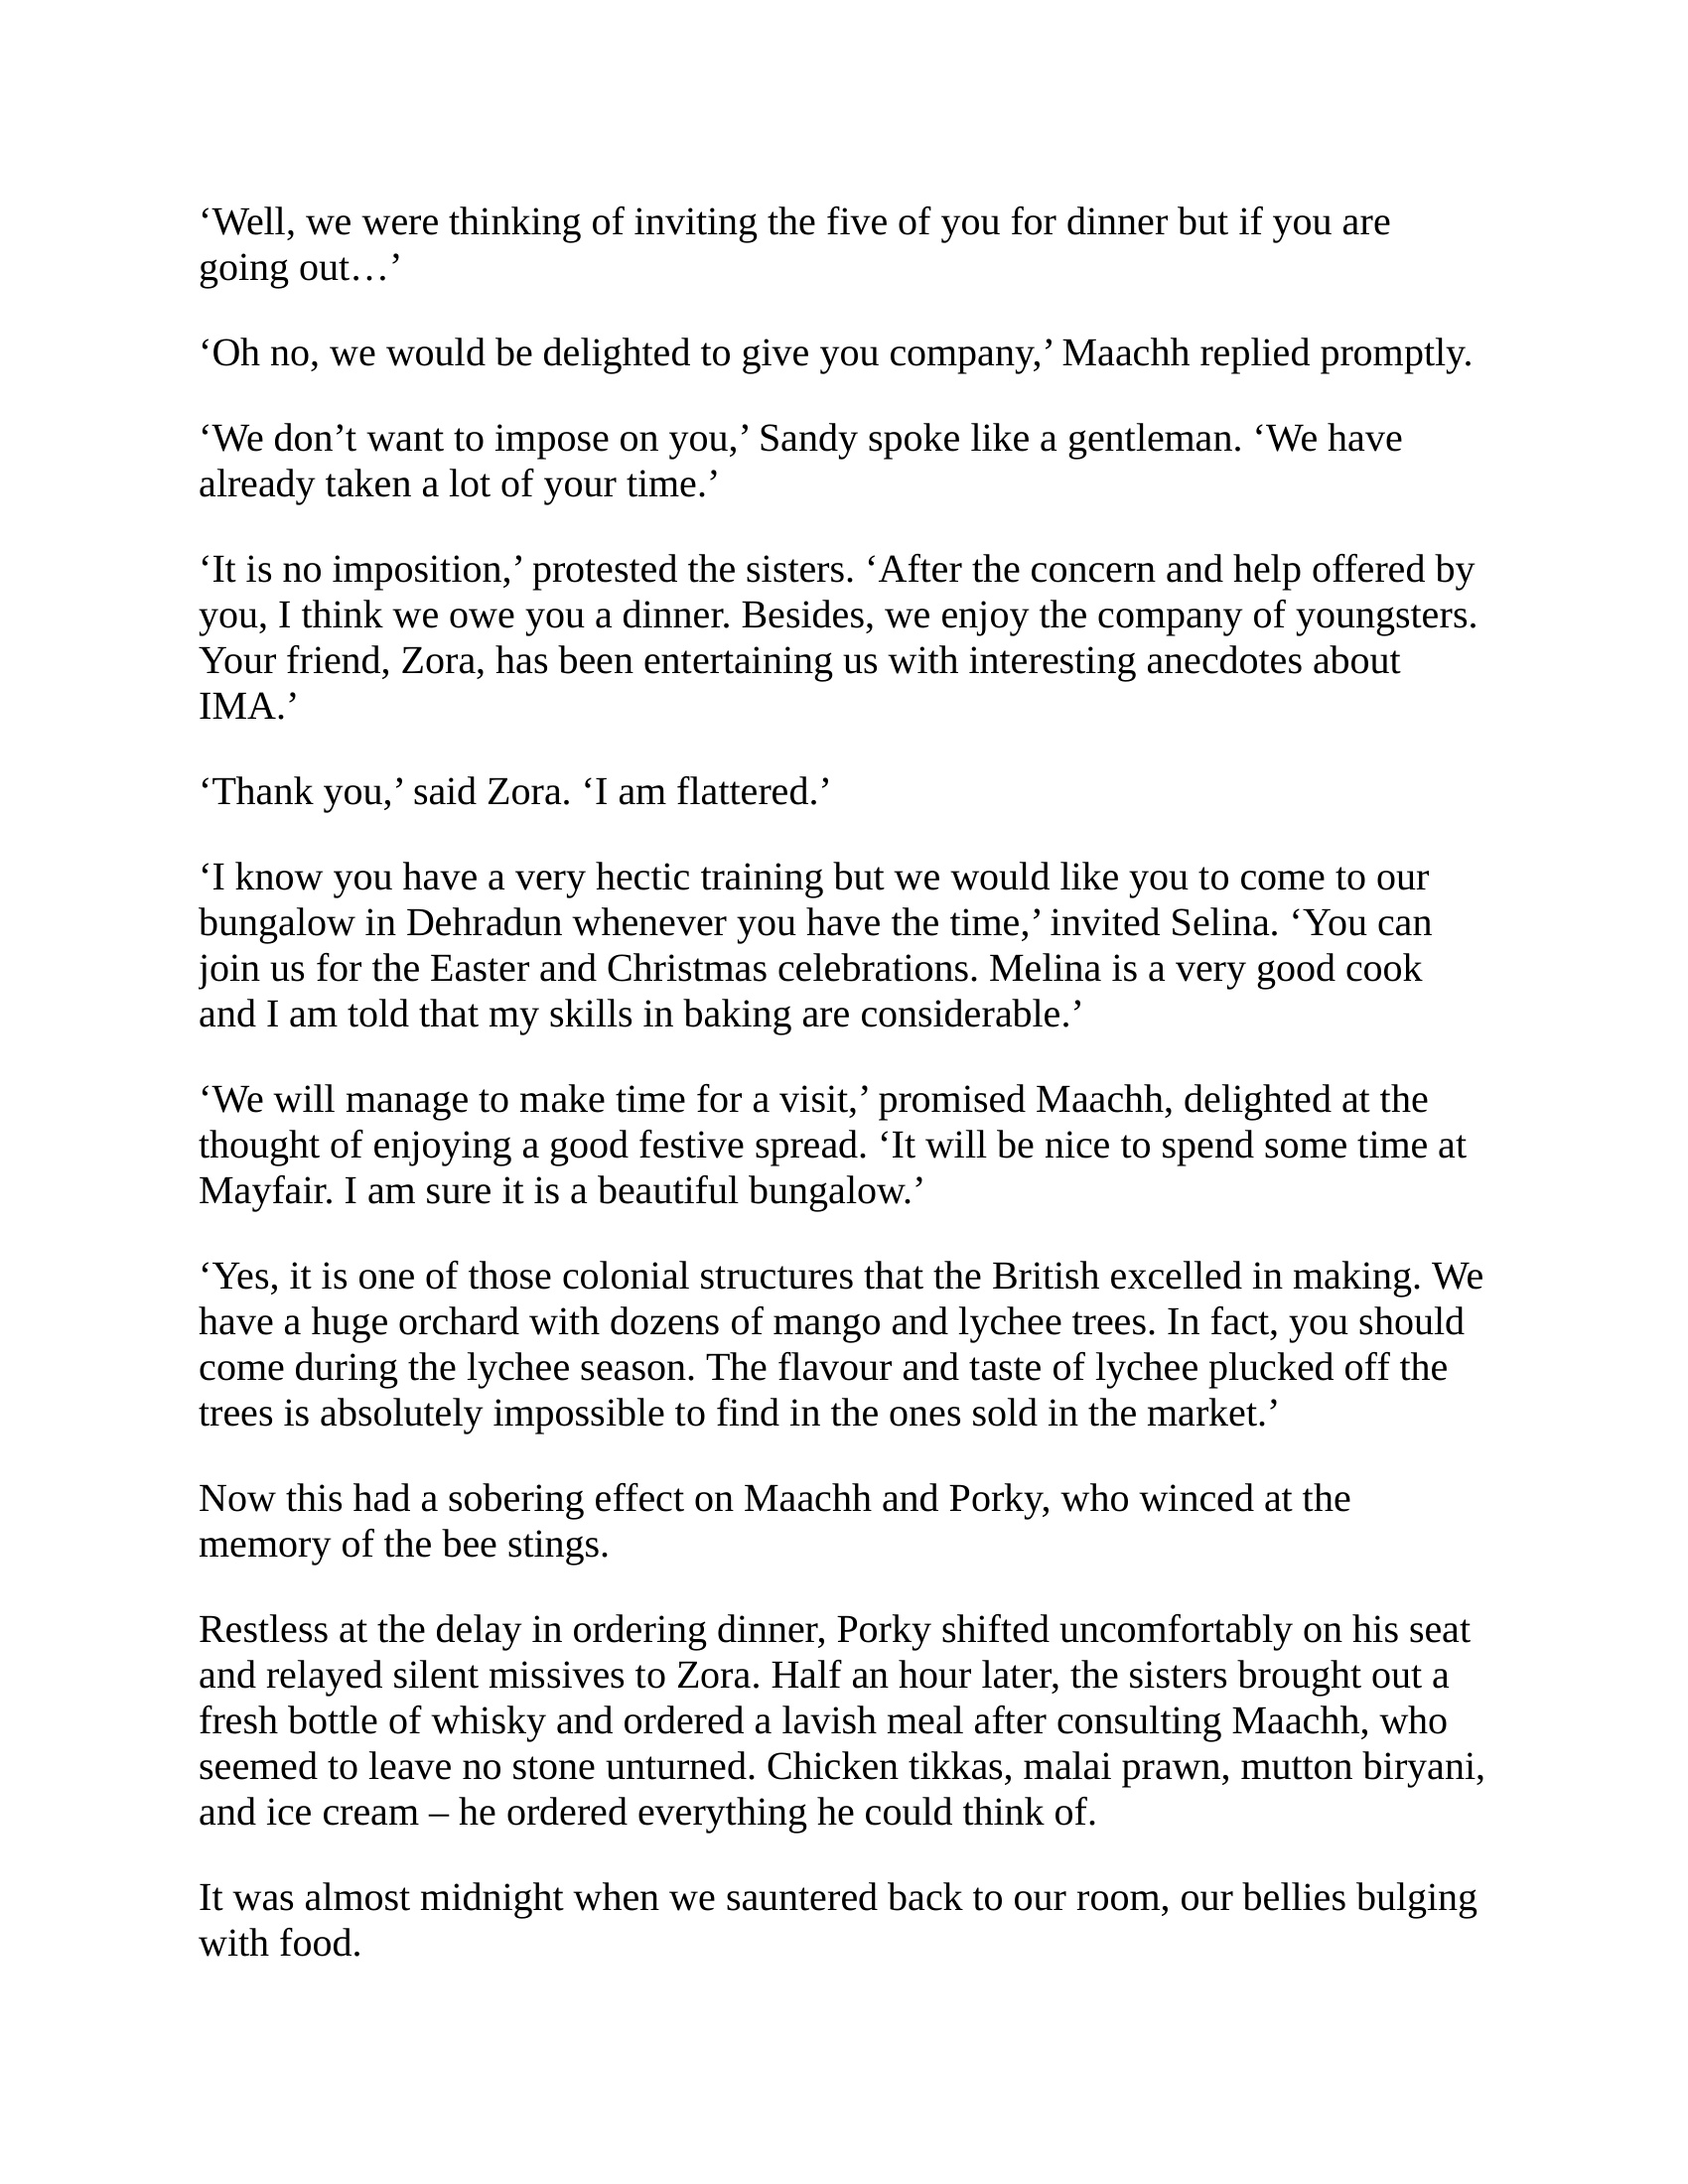 ‘Well, we were thinking of inviting the five of you for dinner but if you are
going out…’
‘Oh no, we would be delighted to give you company,’ Maachh replied promptly.
‘We don’t want to impose on you,’ Sandy spoke like a gentleman. ‘We have
already taken a lot of your time.’
‘It is no imposition,’ protested the sisters. ‘After the concern and help offered by
you, I think we owe you a dinner. Besides, we enjoy the company of youngsters.
Your friend, Zora, has been entertaining us with interesting anecdotes about
IMA.’
‘Thank you,’ said Zora. ‘I am flattered.’
‘I know you have a very hectic training but we would like you to come to our
bungalow in Dehradun whenever you have the time,’ invited Selina. ‘You can
join us for the Easter and Christmas celebrations. Melina is a very good cook
and I am told that my skills in baking are considerable.’
‘We will manage to make time for a visit,’ promised Maachh, delighted at the
thought of enjoying a good festive spread. ‘It will be nice to spend some time at
Mayfair. I am sure it is a beautiful bungalow.’
‘Yes, it is one of those colonial structures that the British excelled in making. We
have a huge orchard with dozens of mango and lychee trees. In fact, you should
come during the lychee season. The flavour and taste of lychee plucked off the
trees is absolutely impossible to find in the ones sold in the market.’
Now this had a sobering effect on Maachh and Porky, who winced at the
memory of the bee stings.
Restless at the delay in ordering dinner, Porky shifted uncomfortably on his seat
and relayed silent missives to Zora. Half an hour later, the sisters brought out a
fresh bottle of whisky and ordered a lavish meal after consulting Maachh, who
seemed to leave no stone unturned. Chicken tikkas, malai prawn, mutton biryani,
and ice cream – he ordered everything he could think of.
It was almost midnight when we sauntered back to our room, our bellies bulging
with food.